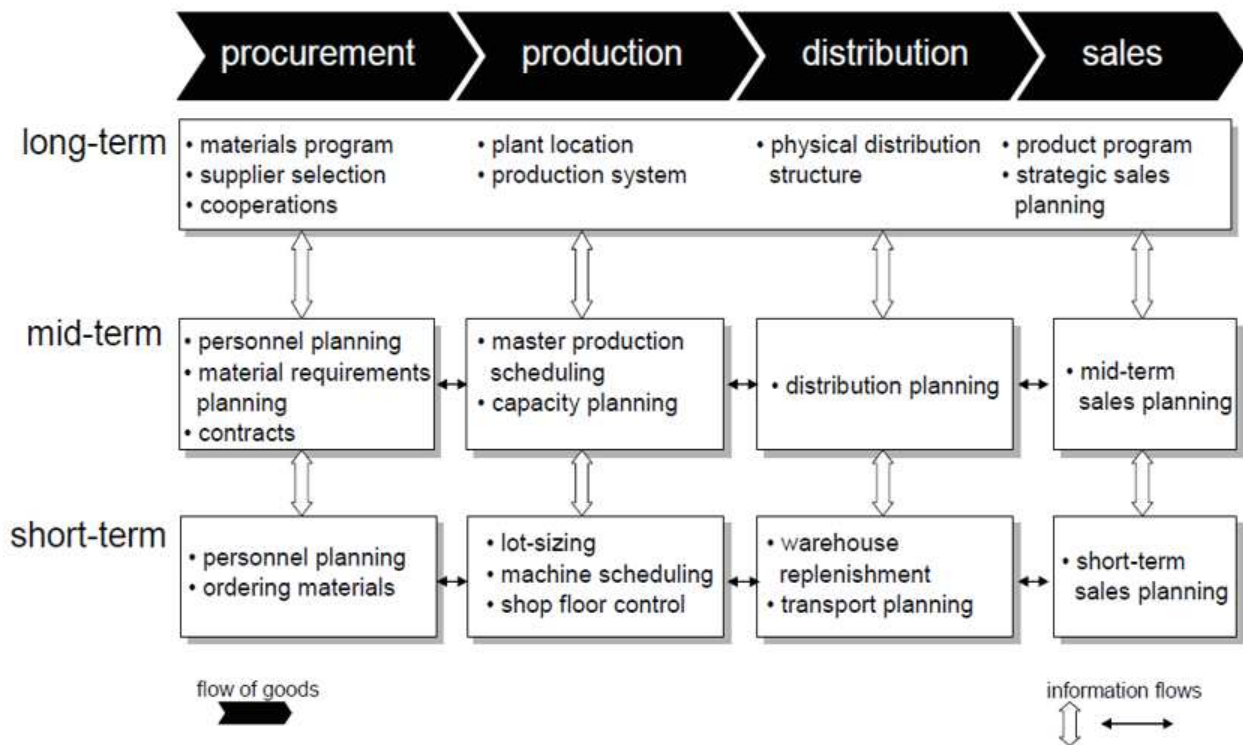 procurement
production
distribution
sales
long-term
• materials program
• supplier selection
• cooperations
• plant location
• production system
• physical distribution
structure
• product program
• strategic sales
planning
mid-term
• personnel planning
• material requirements
planning
• contracts
• master production
scheduling
• capacity planning
• distribution planning
• mid-term
sales planning
short-term
• personnel planning
• ordering materials
• lot-sizing
• machine scheduling
• shop floor control
• warehouse
replenishment
• transport planning
• short-term
sales planning
flow of goods
information flows